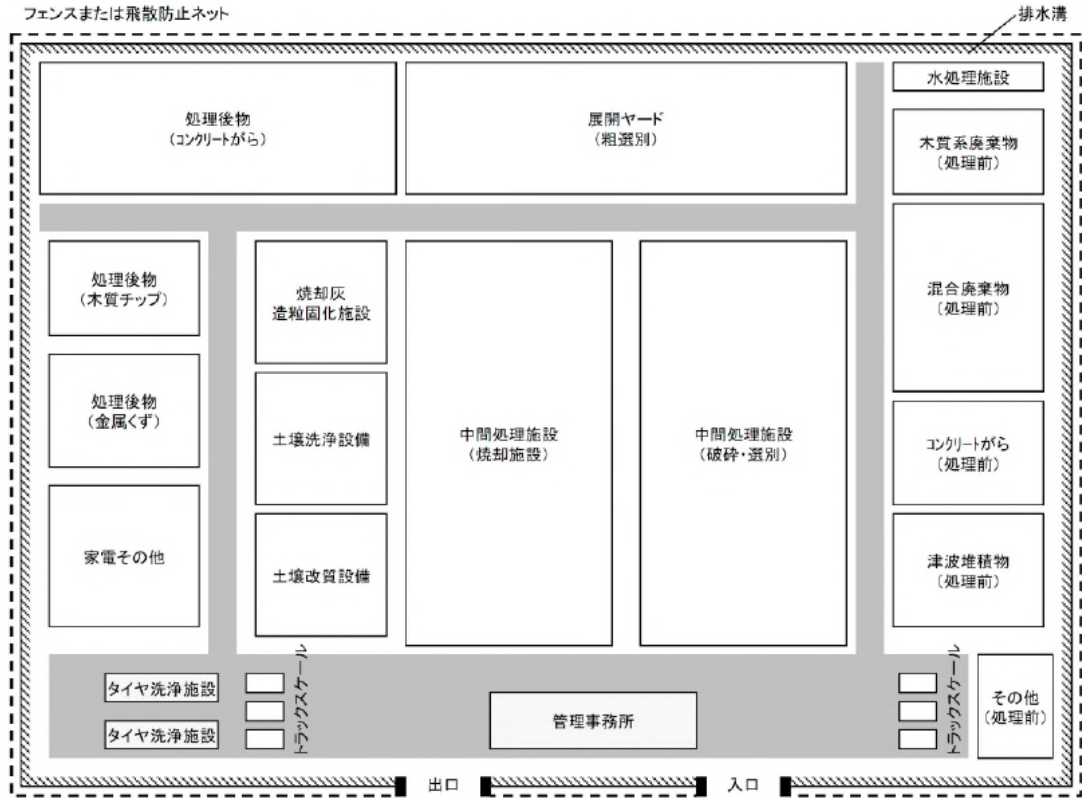 フェンスまたは飛散防止ネット
排水溝
処理後物
(コンクリートがら)
展開ヤード
(粗選別)
水処理施設
木質系廃棄物
(処理前)
処理後物
(木質チップ)
焼却灰
造粒固化施設
混合廃棄物
(処理前)
処理後物
(金属くず)
土壌洗浄設備
中間処理施設
(焼却施設)
中間処理施設
(破砕・選別)
コンクリートがら
(処理前)
家電その他
土壌改質設備
津波堆積物
(処理前)
タイヤ洗浄施設
タイヤ洗浄施設
トラックスケール
管理事務所
トラックスケール
その他
(処理前)
出口
入口